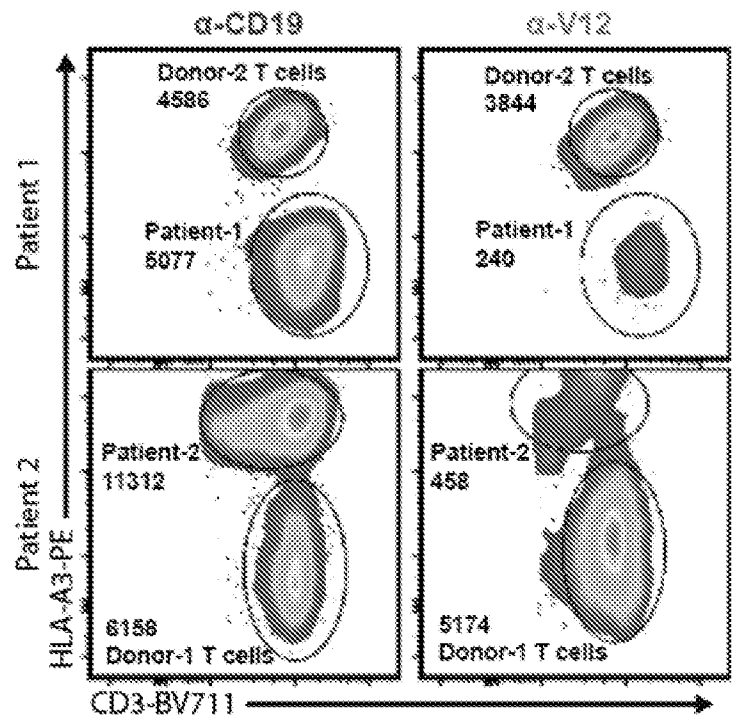 α-CD19
α-V12
Donor-2 T cells
4586
Patient-1
5077
Donor-2 T cells
3844
Patient-1
240
Patient 1
Patient-2
11312
6158
Donor-1 T cells
Patient-2
458
5174
Donor-1 T cells
Patient 2
HLA-A3-PE
CD3-BV711